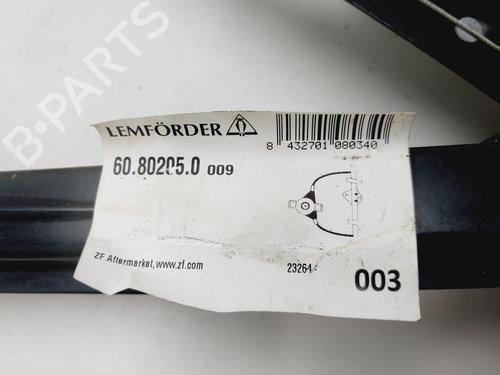 B-PARTS
LEMFÖRDER
8 432701 080340
60.80205.0 009
ZF Aftermarket, www.zf.com
23264
003